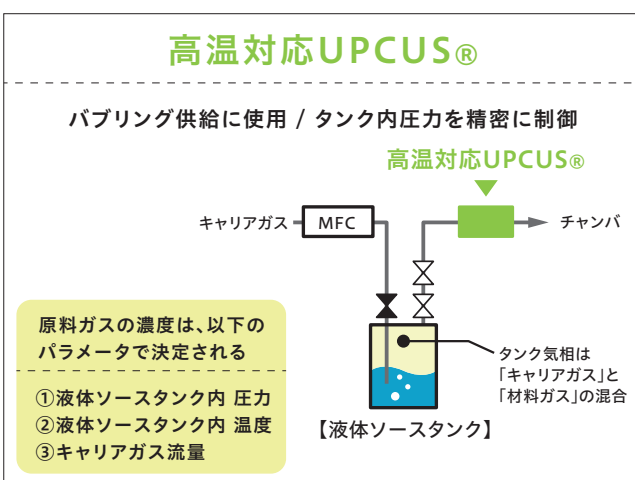 高温対応UPCUS®
バブリング供給に使用 / タンク内圧力を精密に制御
高温対応UPCUS®
キャリアガス
MFC
チャンバ
原料ガスの濃度は、以下の
パラメータで決定される
①液体ソースタンク内 圧力
②液体ソースタンク内 温度
③キャリアガス流量
タンク気相は
「キャリアガス」と
「材料ガス」の混合
【液体ソースタンク】